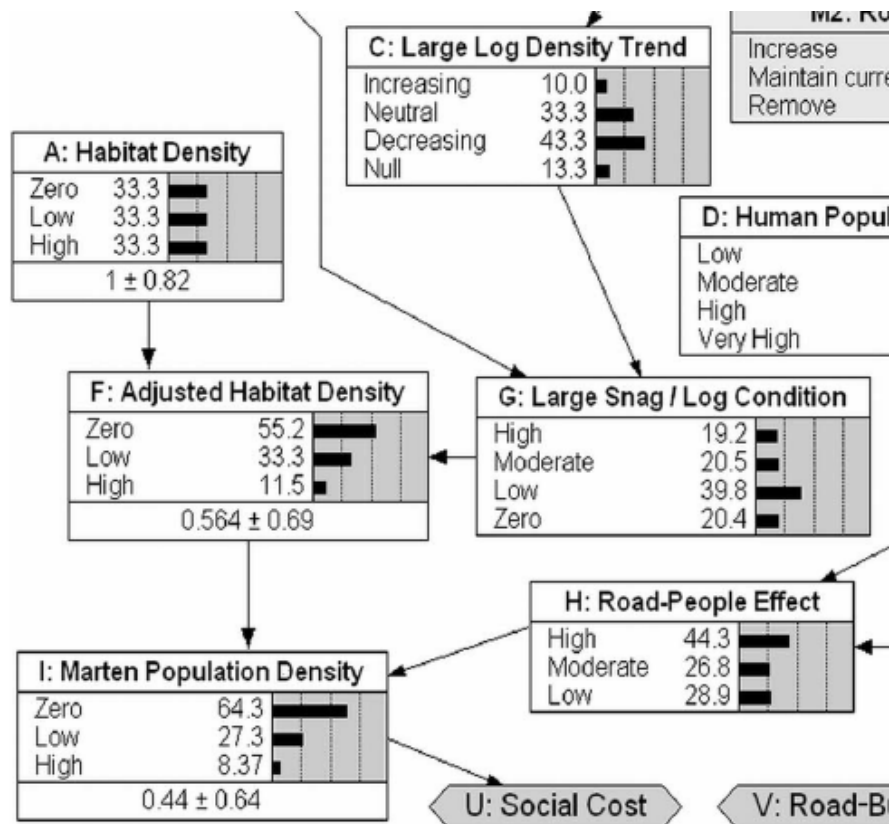 M2: Ro
Increase
Maintain curre
Remove
C: Large Log Density Trend
Increasing 10.0
Neutral 33.3
Decreasing 43.3
Null 13.3
A: Habitat Density
Zero 33.3
Low 33.3
High 33.3
1 ± 0.82
D: Human Popul
Low
Moderate
High
Very High
F: Adjusted Habitat Density
Zero 55.2
Low 33.3
High 11.5
0.564 ± 0.69
G: Large Snag / Log Condition
High 19.2
Moderate 20.5
Low 39.8
Zero 20.4
H: Road-People Effect
High 44.3
Moderate 26.8
Low 28.9
I: Marten Population Density
Zero 64.3
Low 27.3
High 8.37
0.44 ± 0.64
U: Social Cost
V: Road-B